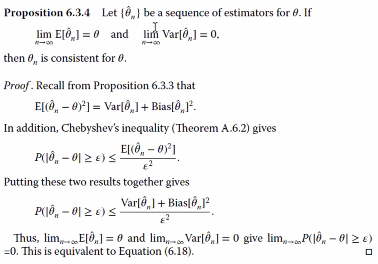 Proposition 6.3.4 Let {θ̂ₙ} be a sequence of estimators for θ. If
lim_{n→∞} E[θ̂ₙ] = θ and lim_{n→∞} Var[θ̂ₙ] = 0,
then θₙ is consistent for θ.
Proof. Recall from Proposition 6.3.3 that
E[(θ̂ₙ − θ)²] = Var[θ̂ₙ] + Bias[θ̂ₙ]².
In addition, Chebyshev's inequality (Theorem A.6.2) gives
P(|θ̂ₙ − θ| ≥ ε) ≤ E[(θ̂ₙ − θ)²] / ε².
Putting these two results together gives
P(|θ̂ₙ − θ| ≥ ε) ≤ Var[θ̂ₙ] + Bias[θ̂ₙ]² / ε².
Thus, limₙ→∞E[θ̂ₙ] = θ and limₙ→∞Var[θ̂ₙ] = 0 give limₙ→∞P(|θ̂ₙ − θ| ≥ ε)
=0. This is equivalent to Equation (6.18). □